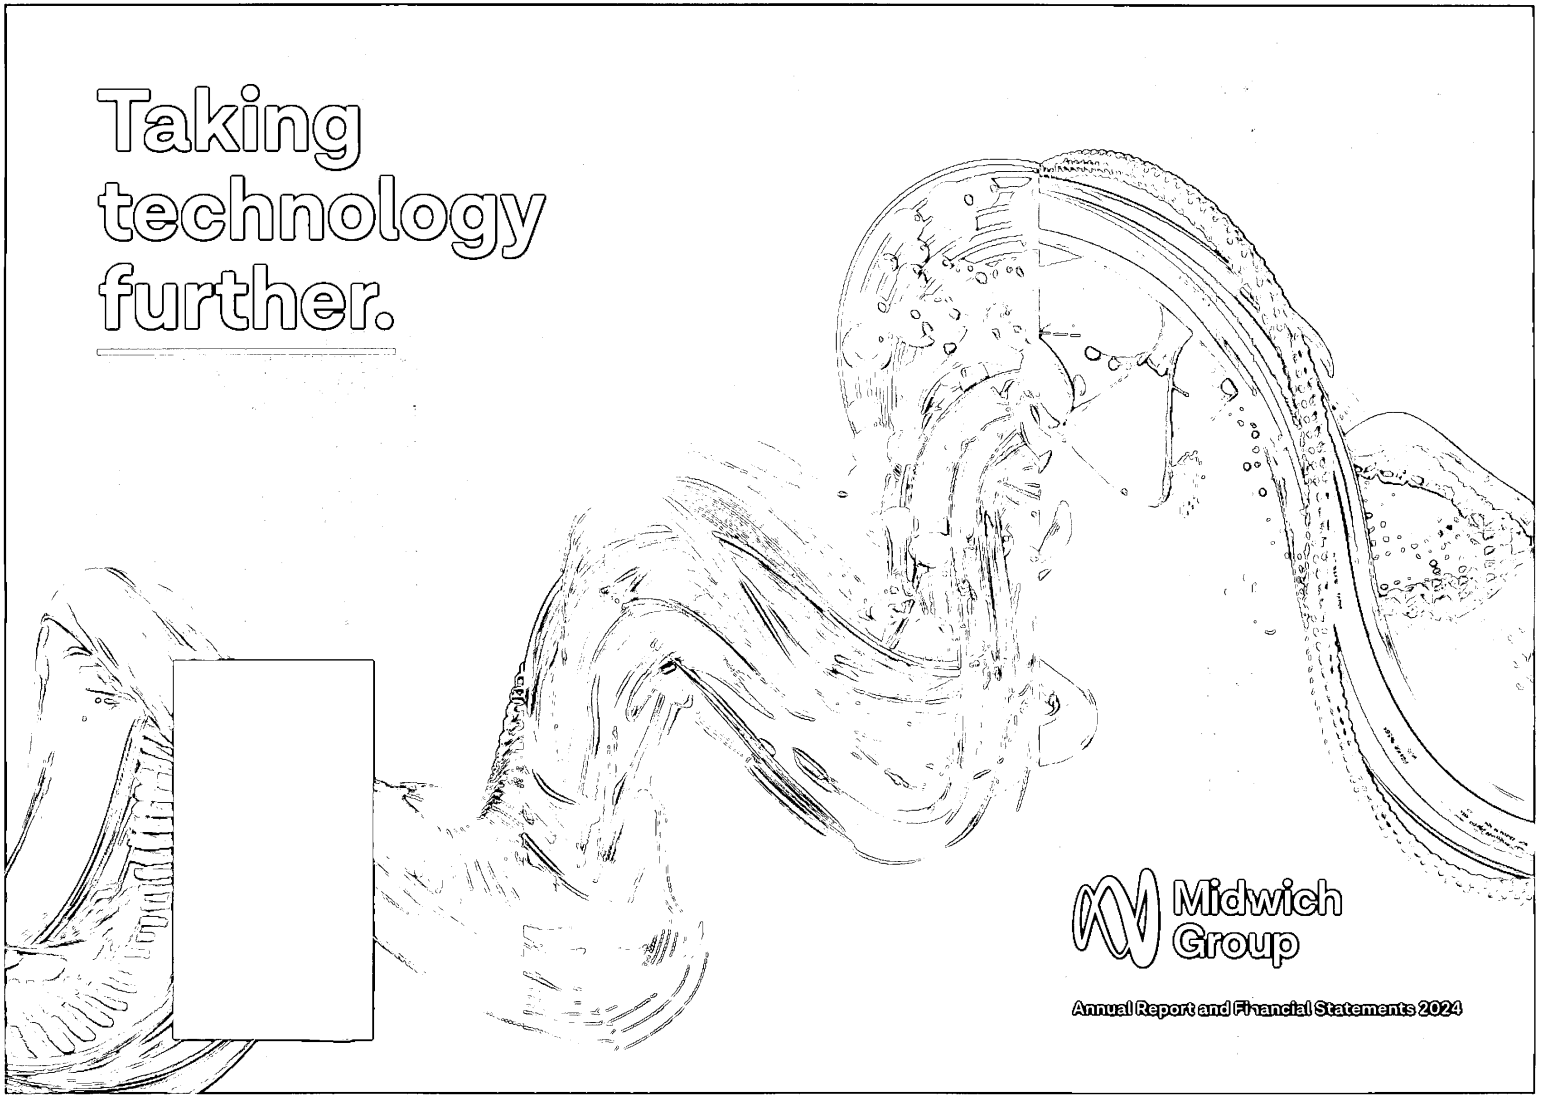 Taking
technology
further.
Midwich
Group
Annual Report and Financial Statements 2024